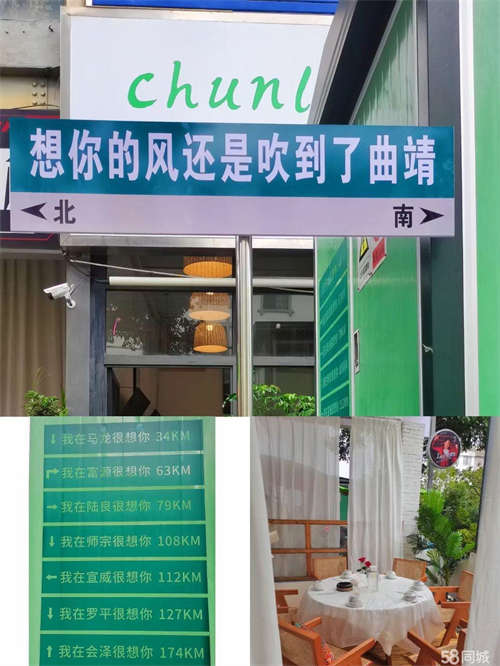 chunl
想你的风还是吹到了曲靖
北 南
我在马龙很想你 34KM
我在富源很想你 63KM
我在陆良很想你 79KM
我在师宗很想你 108KM
我在宣威很想你 112KM
我在罗平很想你 127KM
我在会泽很想你 174KM
58同城